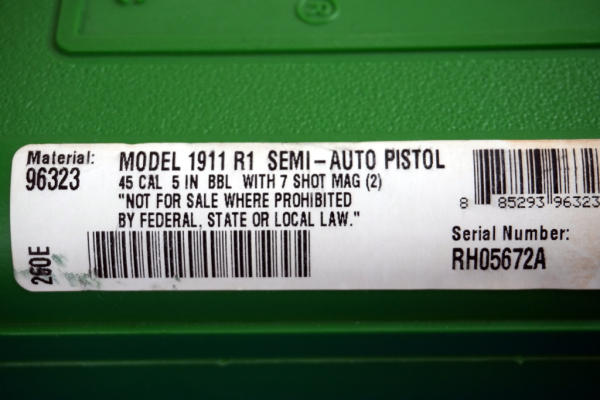 ®
Material:
96323
MODEL 1911 R1 SEMI-AUTO PISTOL
45 CAL 5 IN BBL WITH 7 SHOT MAG (2)
"NOT FOR SALE WHERE PROHIBITED
BY FEDERAL, STATE OR LOCAL LAW."
260E
8 85293 96323
Serial Number:
RH05672A